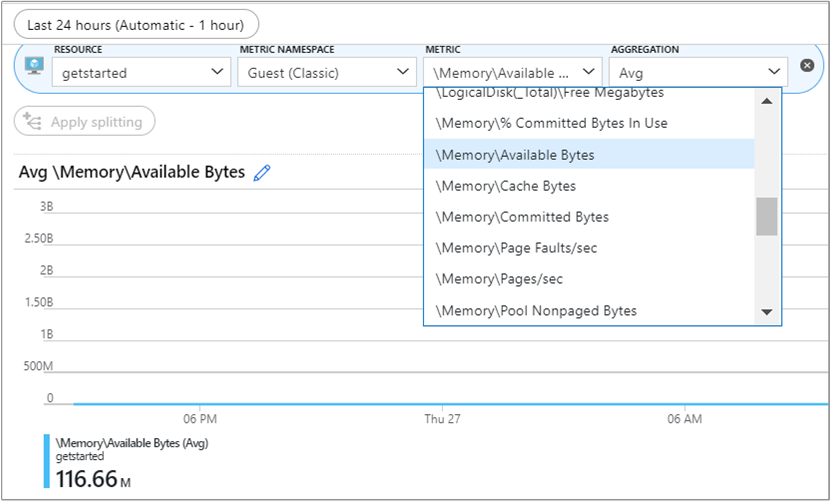 Last 24 hours (Automatic - 1 hour)
RESOURCE METRIC NAMESPACE METRIC AGGREGATION
getstarted Guest (Classic) \Memory\Available ... Avg
Apply splitting
\LogicalDisk(_Total)\Free Megabytes
\Memory\% Committed Bytes In Use
\Memory\Available Bytes
\Memory\Cache Bytes
\Memory\Committed Bytes
\Memory\Page Faults/sec
\Memory\Pages/sec
\Memory\Pool Nonpaged Bytes
Avg \Memory\Available Bytes
3B
2.50B
2B
1.50B
1B
500M
0
06 PM Thu 27 06 AM
\Memory\Available Bytes (Avg)
getstarted
116.66 M